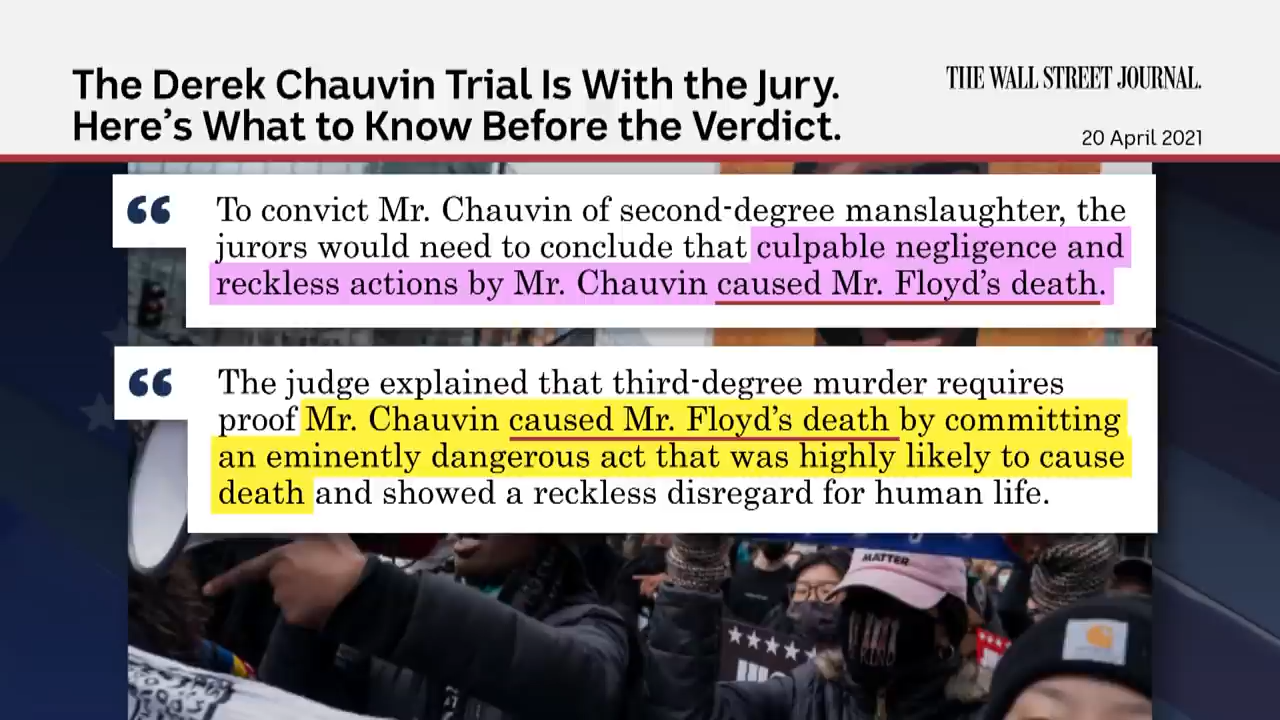 The Derek Chauvin Trial Is With the Jury.
Here's What to Know Before the Verdict.
THE WALL STREET JOURNAL.
20 April 2021
“
To convict Mr. Chauvin of second-degree manslaughter, the
jurors would need to conclude that culpable negligence and
reckless actions by Mr. Chauvin caused Mr. Floyd's death.
“
The judge explained that third-degree murder requires
proof Mr. Chauvin caused Mr. Floyd's death by committing
an eminently dangerous act that was highly likely to cause
death and showed a reckless disregard for human life.
MATTER